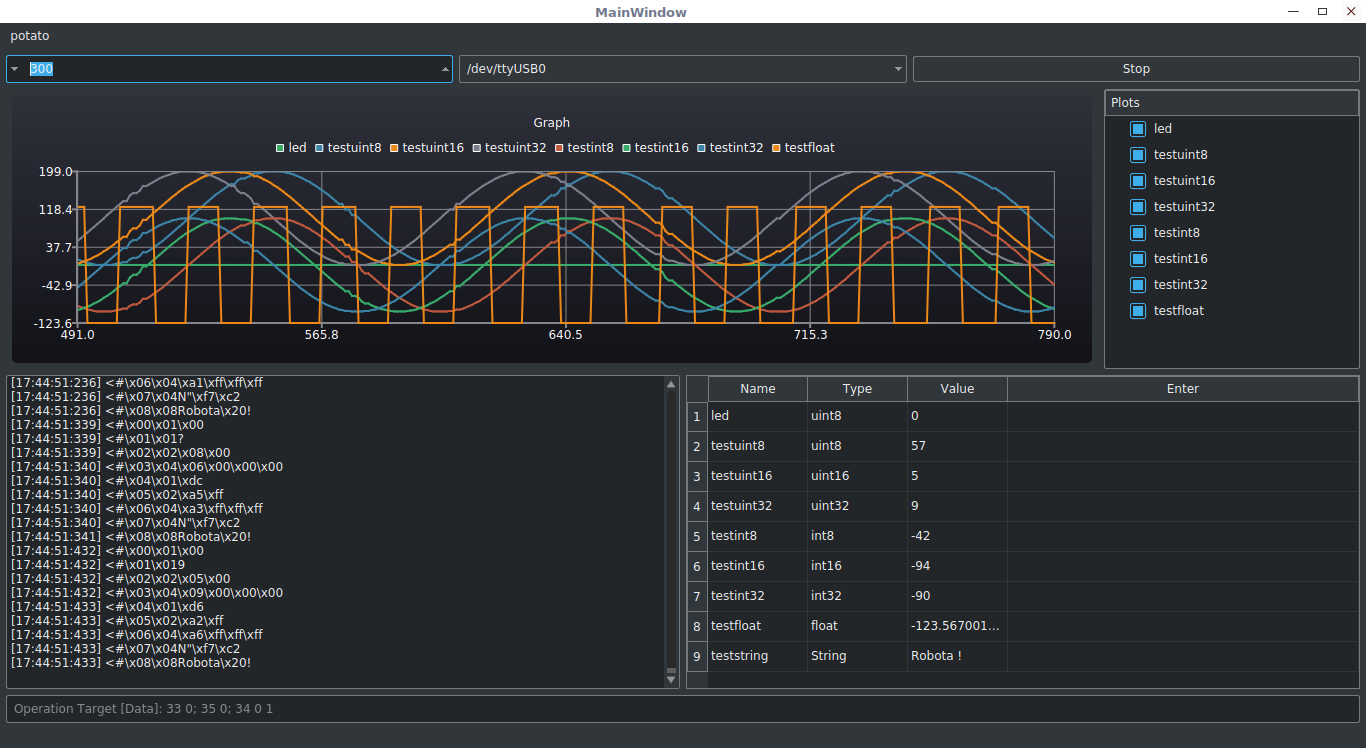 MainWindow
potato
300
/dev/ttyUSB0
Stop
Graph
led testuint8 testuint16 testuint32 testint8 testint16 testint32 testfloat
199.0
118.4
37.7
-42.9
-123.6
491.0 565.8 640.5 715.3 790.0
Plots
led
testuint8
testuint16
testuint32
testint8
testint16
testint32
testfloat
[17:44:51:236] <#\x06\x04\xa1\xff\xff\xff
[17:44:51:236] <#\x07\x04N"\xf7\xc2
[17:44:51:236] <#\x08\x08Robota\x20!
[17:44:51:339] <#\x00\x01\x00
[17:44:51:339] <#\x01\x01?
[17:44:51:339] <#\x02\x02\x08\x00
[17:44:51:340] <#\x03\x04\x06\x00\x00\x00
[17:44:51:340] <#\x04\x01\xdc
[17:44:51:340] <#\x05\x02\xa5\xff
[17:44:51:340] <#\x06\x04\xa3\xff\xff\xff
[17:44:51:340] <#\x07\x04N"\xf7\xc2
[17:44:51:341] <#\x08\x08Robota\x20!
[17:44:51:432] <#\x00\x01\x00
[17:44:51:432] <#\x01\x019
[17:44:51:432] <#\x02\x02\x05\x00
[17:44:51:432] <#\x03\x04\x09\x00\x00\x00
[17:44:51:433] <#\x04\x01\xd6
[17:44:51:433] <#\x05\x02\xa2\xff
[17:44:51:433] <#\x06\x04\xa6\xff\xff\xff
[17:44:51:433] <#\x07\x04N"\xf7\xc2
[17:44:51:433] <#\x08\x08Robota\x20!
Name Type Value Enter
1 led uint8 0
2 testuint8 uint8 57
3 testuint16 uint16 5
4 testuint32 uint32 9
5 testint8 int8 -42
6 testint16 int16 -94
7 testint32 int32 -90
8 testfloat float -123.567001...
9 teststring String Robota !
Operation Target [Data]: 33 0; 35 0; 34 0 1